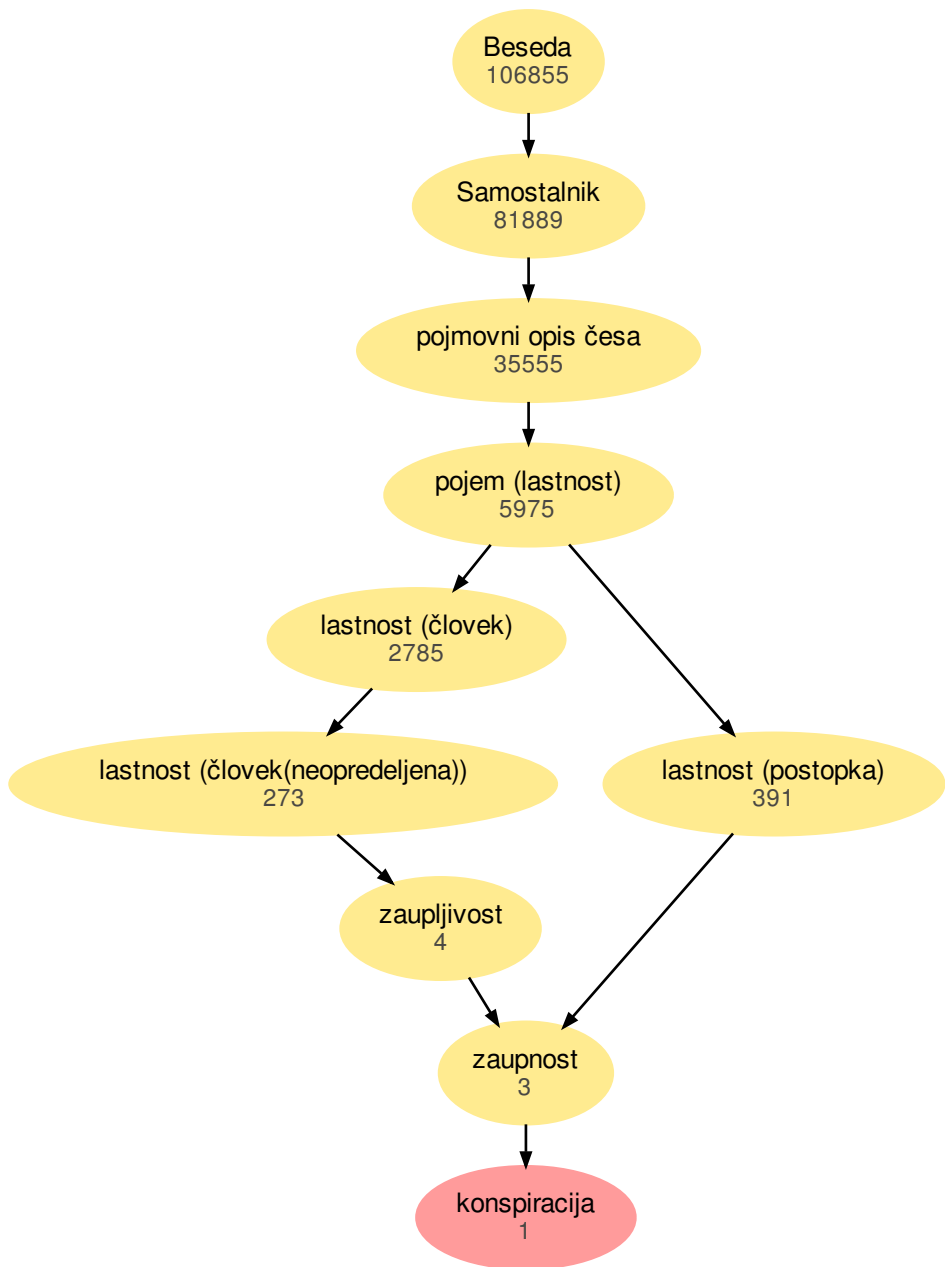 Beseda
106855
Samostalnik
81889
pojmovni opis česa
35555
pojem (lastnost)
5975
lastnost (človek)
2785
lastnost (človek(neopredeljena))
273
lastnost (postopka)
391
zaupljivost
4
zaupnost
3
konspiracija
1